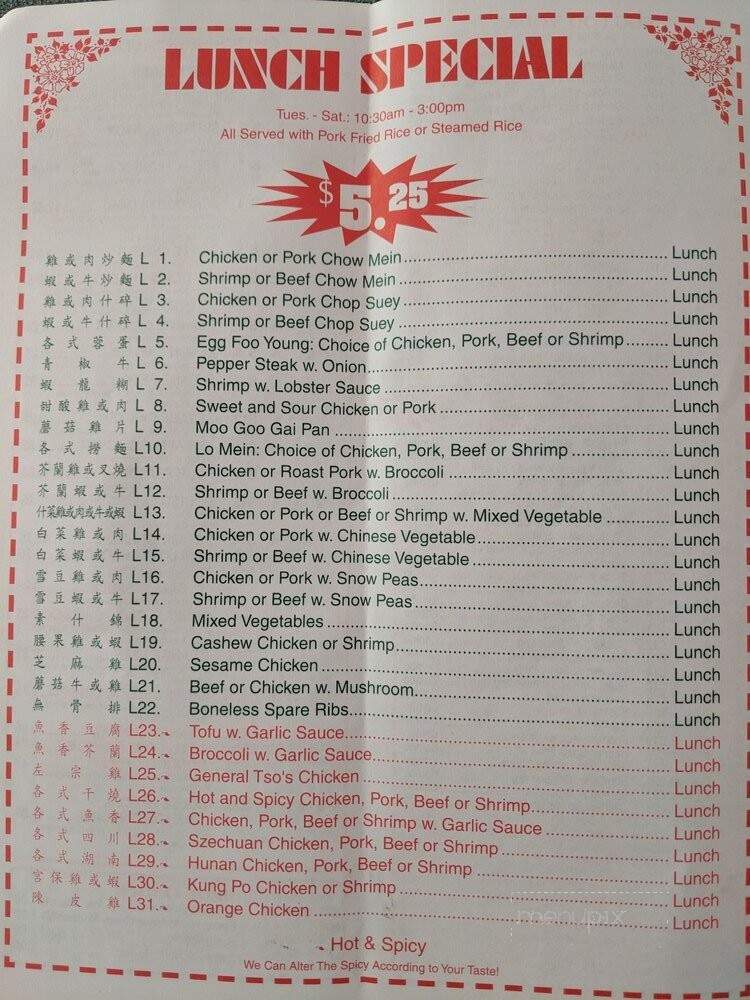 LUNCH SPECIAL
Tues. - Sat.: 10:30am - 3:00pm
All Served with Pork Fried Rice or Steamed Rice
$5.25
雞或肉炒麵 L 1. Chicken or Pork Chow Mein Lunch
蝦或牛炒麵 L 2. Shrimp or Beef Chow Mein Lunch
雞或肉什碎 L 3. Chicken or Pork Chop Suey Lunch
蝦或牛什碎 L 4. Shrimp or Beef Chop Suey Lunch
各式蓉蛋 L 5. Egg Foo Young: Choice of Chicken, Pork, Beef or Shrimp Lunch
青椒牛 L 6. Pepper Steak w. Onion Lunch
蝦龍糊 L 7. Shrimp w. Lobster Sauce Lunch
甜酸雞或肉 L 8. Sweet and Sour Chicken or Pork Lunch
蘑菇雞片 L 9. Moo Goo Gai Pan Lunch
各式撈麵 L10. Lo Mein: Choice of Chicken, Pork, Beef or Shrimp Lunch
芥蘭雞或叉燒 L11. Chicken or Roast Pork w. Broccoli Lunch
芥蘭蝦或牛 L12. Shrimp or Beef w. Broccoli Lunch
什菜雞或肉或牛或蝦 L13. Chicken or Pork or Beef or Shrimp w. Mixed Vegetable Lunch
白菜雞或肉 L14. Chicken or Pork w. Chinese Vegetable Lunch
白菜蝦或牛 L15. Shrimp or Beef w. Chinese Vegetable Lunch
雪豆雞或肉 L16. Chicken or Pork w. Snow Peas Lunch
雪豆蝦或牛 L17. Shrimp or Beef w. Snow Peas Lunch
素什錦 L18. Mixed Vegetables Lunch
腰果雞或蝦 L19. Cashew Chicken or Shrimp Lunch
芝麻雞 L20. Sesame Chicken Lunch
蘑菇牛或雞 L21. Beef or Chicken w. Mushroom Lunch
無骨排 L22. Boneless Spare Ribs Lunch
魚香豆腐 L23. Tofu w. Garlic Sauce Lunch
魚香芥蘭 L24. Broccoli w. Garlic Sauce Lunch
左宗雞 L25. General Tso's Chicken Lunch
各式干燒 L26. Hot and Spicy Chicken, Pork, Beef or Shrimp Lunch
各式魚香 L27. Chicken, Pork, Beef or Shrimp w. Garlic Sauce Lunch
各式四川 L28. Szechuan Chicken, Pork, Beef or Shrimp Lunch
各式湖南 L29. Hunan Chicken, Pork, Beef or Shrimp Lunch
宮保雞或蝦 L30. Kung Po Chicken or Shrimp Lunch
陳皮雞 L31. Orange Chicken Lunch
Hot & Spicy
We Can Alter The Spicy According to Your Taste!